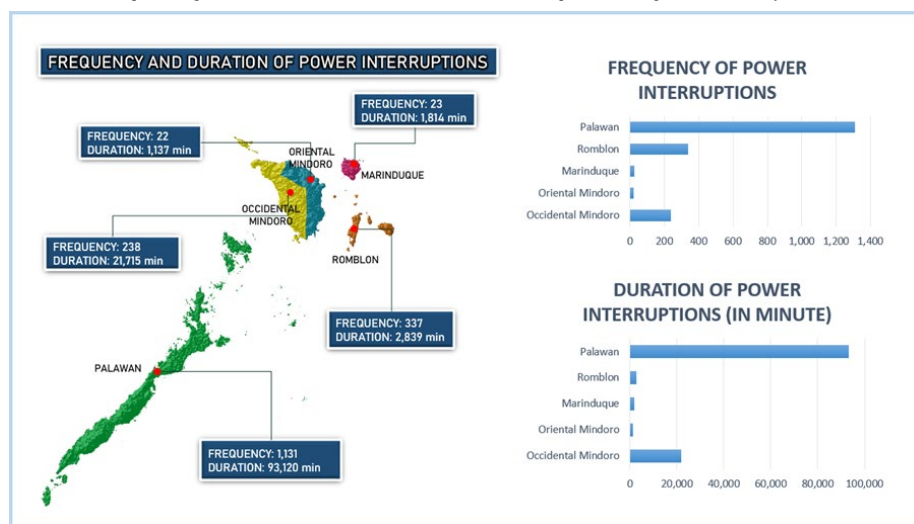 FREQUENCY AND DURATION OF POWER INTERRUPTIONS
FREQUENCY: 23
DURATION: 1,814 min
FREQUENCY: 22
DURATION: 1,137 min
ORIENTAL
MINDORO
MARINDUQUE
OCCIDENTAL
MINDORO
FREQUENCY: 238
DURATION: 21,715 min
ROMBLON
FREQUENCY: 337
DURATION: 2,839 min
PALAWAN
FREQUENCY: 1,131
DURATION: 93,120 min
FREQUENCY OF POWER
INTERRUPTIONS
Palawan
Romblon
Marinduque
Oriental Mindoro
Occidental Mindoro
0 200 400 600 800 1,000 1,200 1,400
DURATION OF POWER
INTERRUPTIONS (IN MINUTE)
Palawan
Romblon
Marinduque
Oriental Mindoro
Occidental Mindoro
0 20,000 40,000 60,000 80,000 100,000